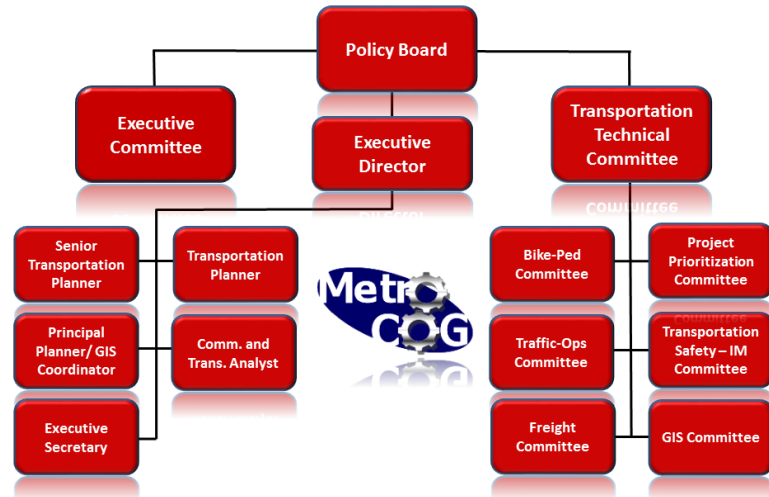 Policy Board
Executive
Committee
Executive
Director
Transportation
Technical
Committee
Senior
Transportation
Planner
Transportation
Planner
Principal
Planner/ GIS
Coordinator
Comm. and
Trans. Analyst
Executive
Secretary
Metro
COG
Bike-Ped
Committee
Project
Prioritization
Committee
Traffic-Ops
Committee
Transportation
Safety – IM
Committee
Freight
Committee
GIS Committee